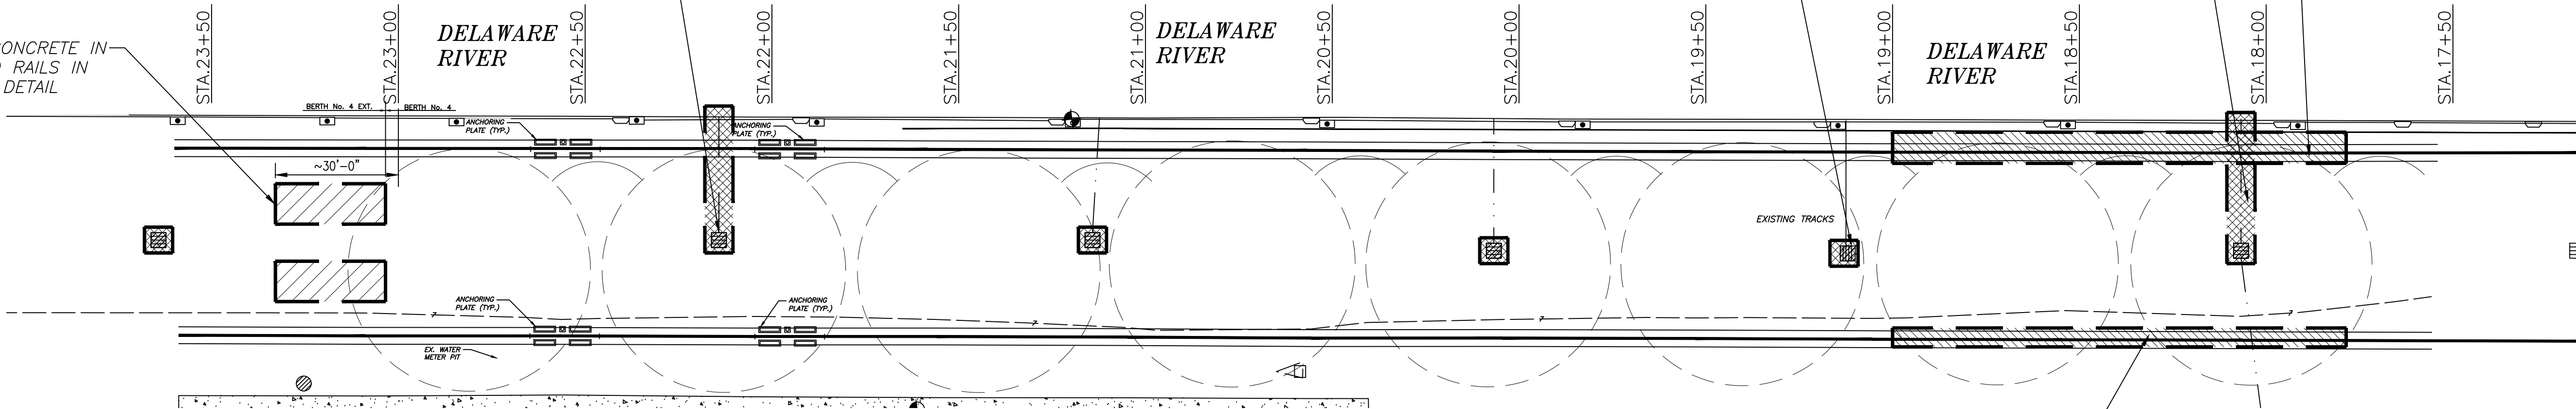 STA.23+50
STA.23+00
STA.22+50
STA.22+00
STA.21+50
STA.21+00
STA.20+50
STA.20+00
STA.19+50
STA.19+00
STA.18+50
STA.18+00
STA.17+50
DELAWARE
RIVER
DELAWARE
RIVER
DELAWARE
RIVER
CONCRETE IN
RAILS IN
DETAIL
BERTH No. 4 EXT.
BERTH No. 4
ANCHORING
PLATE (TYP.)
ANCHORING
PLATE (TYP.)
~30'-0"
EXISTING TRACKS
ANCHORING
PLATE (TYP.)
ANCHORING
PLATE (TYP.)
EX. WATER
METER PIT